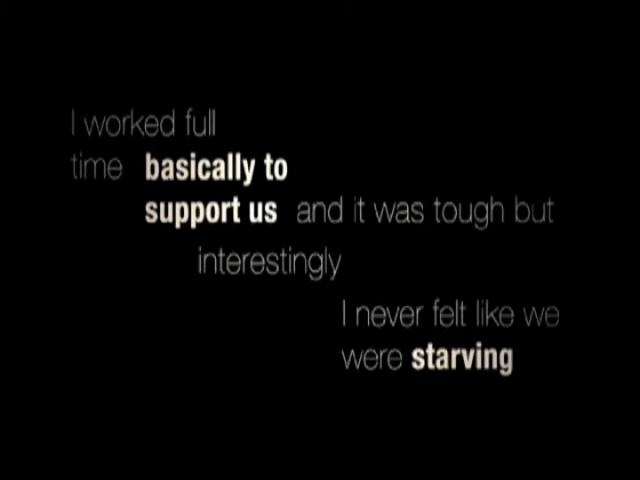 I worked full
time basically to
support us and it was tough but
interestingly
I never felt like we
were starving